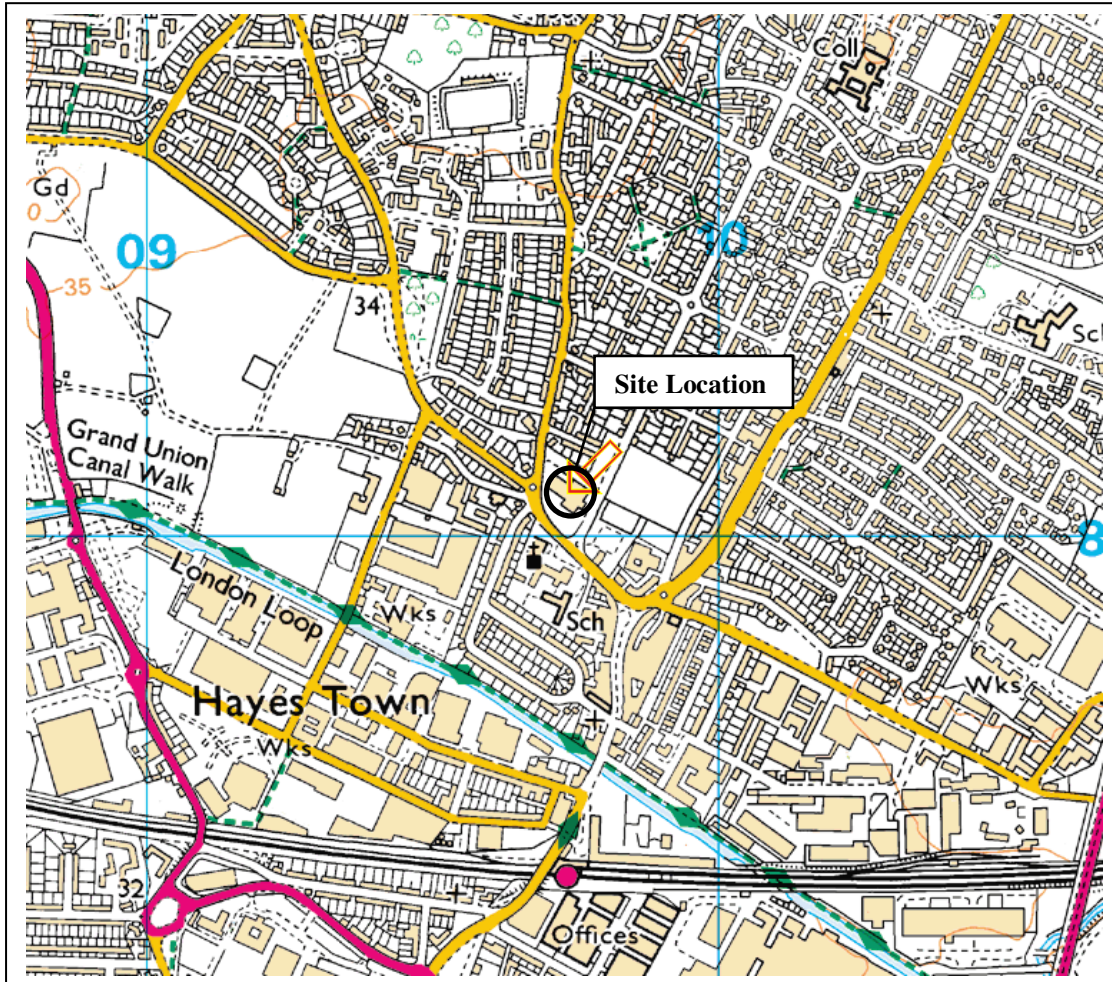 Coll
Gd
0
09
10
35
34
Sch
Site Location
Grand Union
Canal Walk
8
London Loop
Wks
Sch
Hayes Town
Wks
Wks
32
Offices